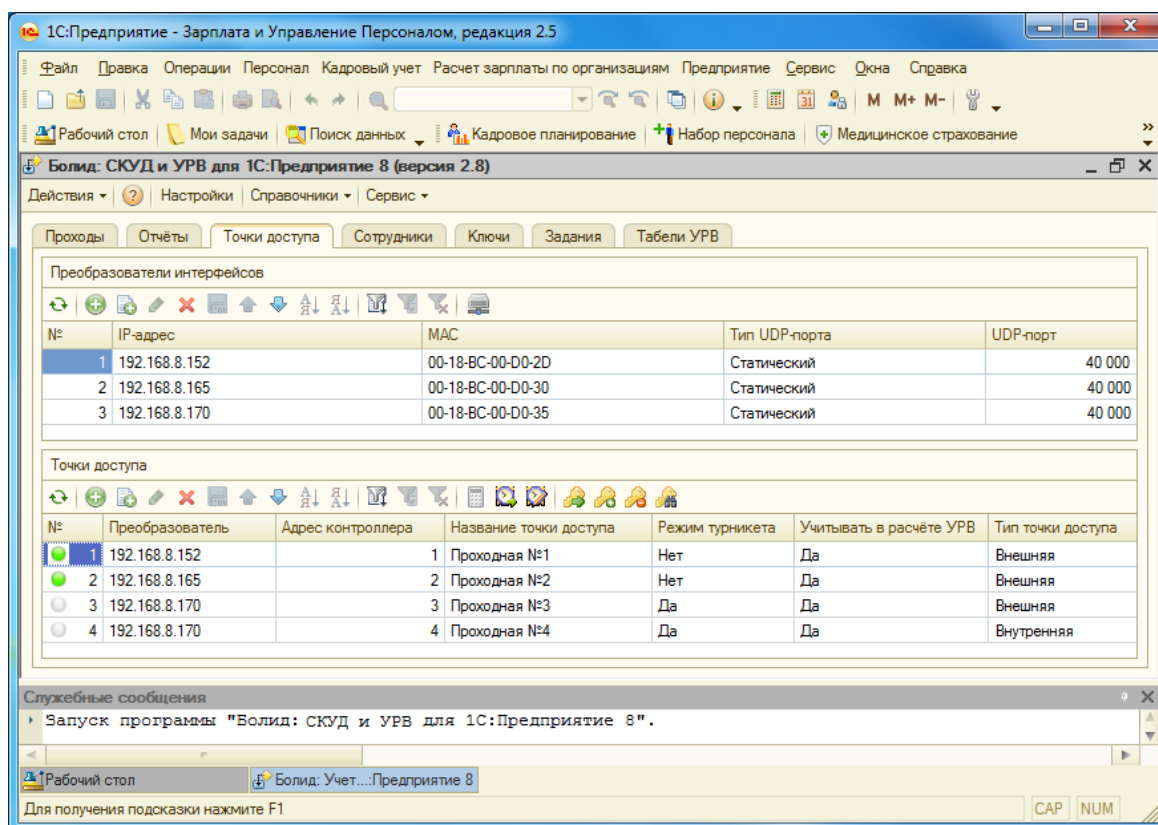 1С:Предприятие - Зарплата и Управление Персоналом, редакция 2.5
Файл Правка Операции Персонал Кадровый учет Расчет зарплаты по организациям Предприятие Сервис Окна Справка
M M+ M-
Рабочий стол Мои задачи Поиск данных Кадровое планирование Набор персонала Медицинское страхование
Болид: СКУД и УРВ для 1С:Предприятие 8 (версия 2.8)
Действия Настройки Справочники Сервис
Проходы Отчёты Точки доступа Сотрудники Ключи Задания Табели УРВ
Преобразователи интерфейсов
№ IP-адрес MAC Тип UDP-порта UDP-порт
1 192.168.8.152 00-18-BC-00-D0-2D Статический 40 000
2 192.168.8.165 00-18-BC-00-D0-30 Статический 40 000
3 192.168.8.170 00-18-BC-00-D0-35 Статический 40 000
Точки доступа
№ Преобразователь Адрес контроллера Название точки доступа Режим турникета Учитывать в расчёте УРВ Тип точки доступа
1 192.168.8.152 1 Проходная №1 Нет Да Внешняя
2 192.168.8.165 2 Проходная №2 Нет Да Внешняя
3 192.168.8.170 3 Проходная №3 Да Да Внешняя
4 192.168.8.170 4 Проходная №4 Да Да Внутренняя
Служебные сообщения
Запуск программы "Болид: СКУД и УРВ для 1С:Предприятие 8".
Рабочий стол Болид: Учет...:Предприятие 8
Для получения подсказки нажмите F1 CAP NUM